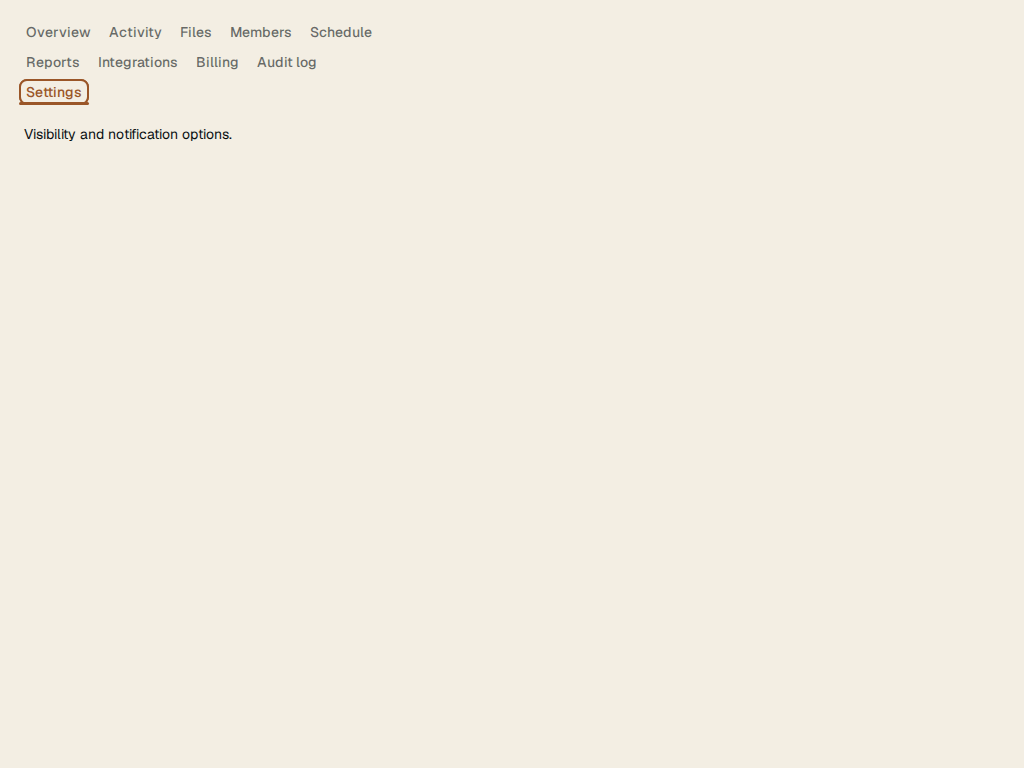 Overview Activity Files Members Schedule
Reports Integrations Billing Audit log
Settings
Visibility and notification options.